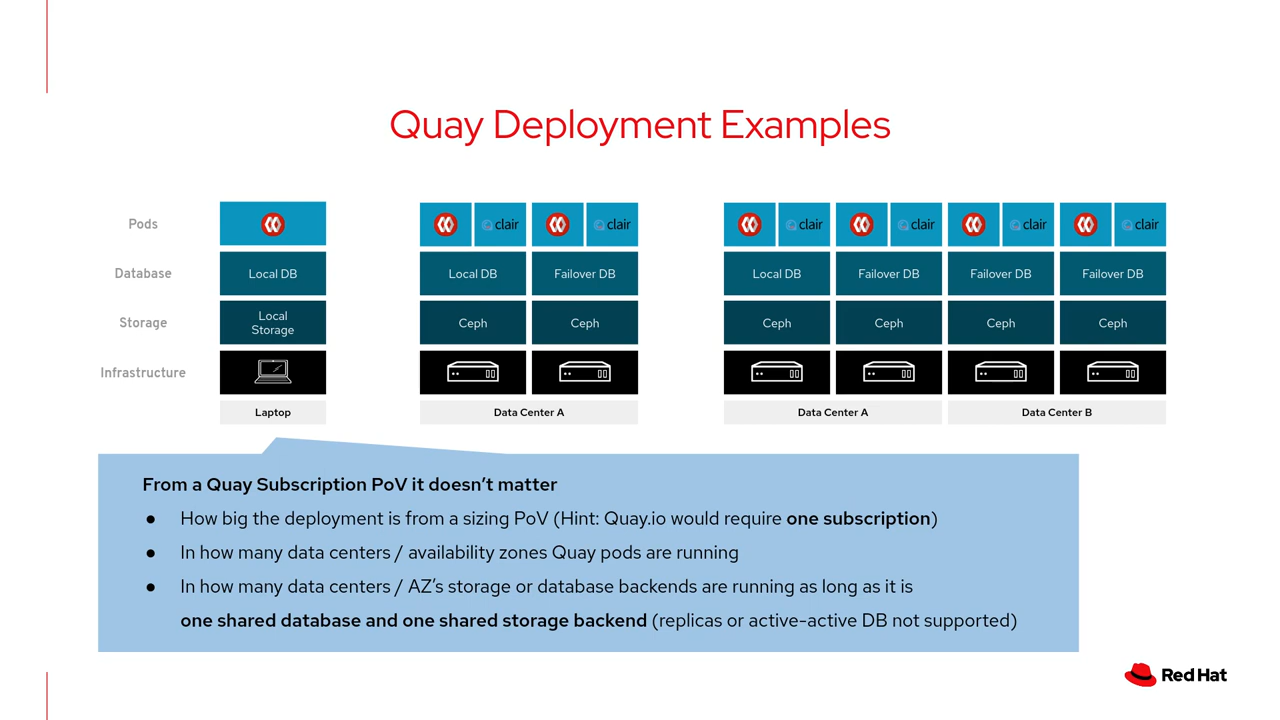 Quay Deployment Examples
Pods
clair clair clair clair clair clair
Database
Local DB Local DB Failover DB Local DB Failover DB Failover DB Failover DB
Storage
Local
Storage
Ceph Ceph Ceph Ceph Ceph Ceph
Infrastructure
Laptop Data Center A Data Center A Data Center B
From a Quay Subscription PoV it doesn’t matter
● How big the deployment is from a sizing PoV (Hint: Quay.io would require one subscription)
● In how many data centers / availability zones Quay pods are running
● In how many data centers / AZ’s storage or database backends are running as long as it is
one shared database and one shared storage backend (replicas or active-active DB not supported)
Red Hat